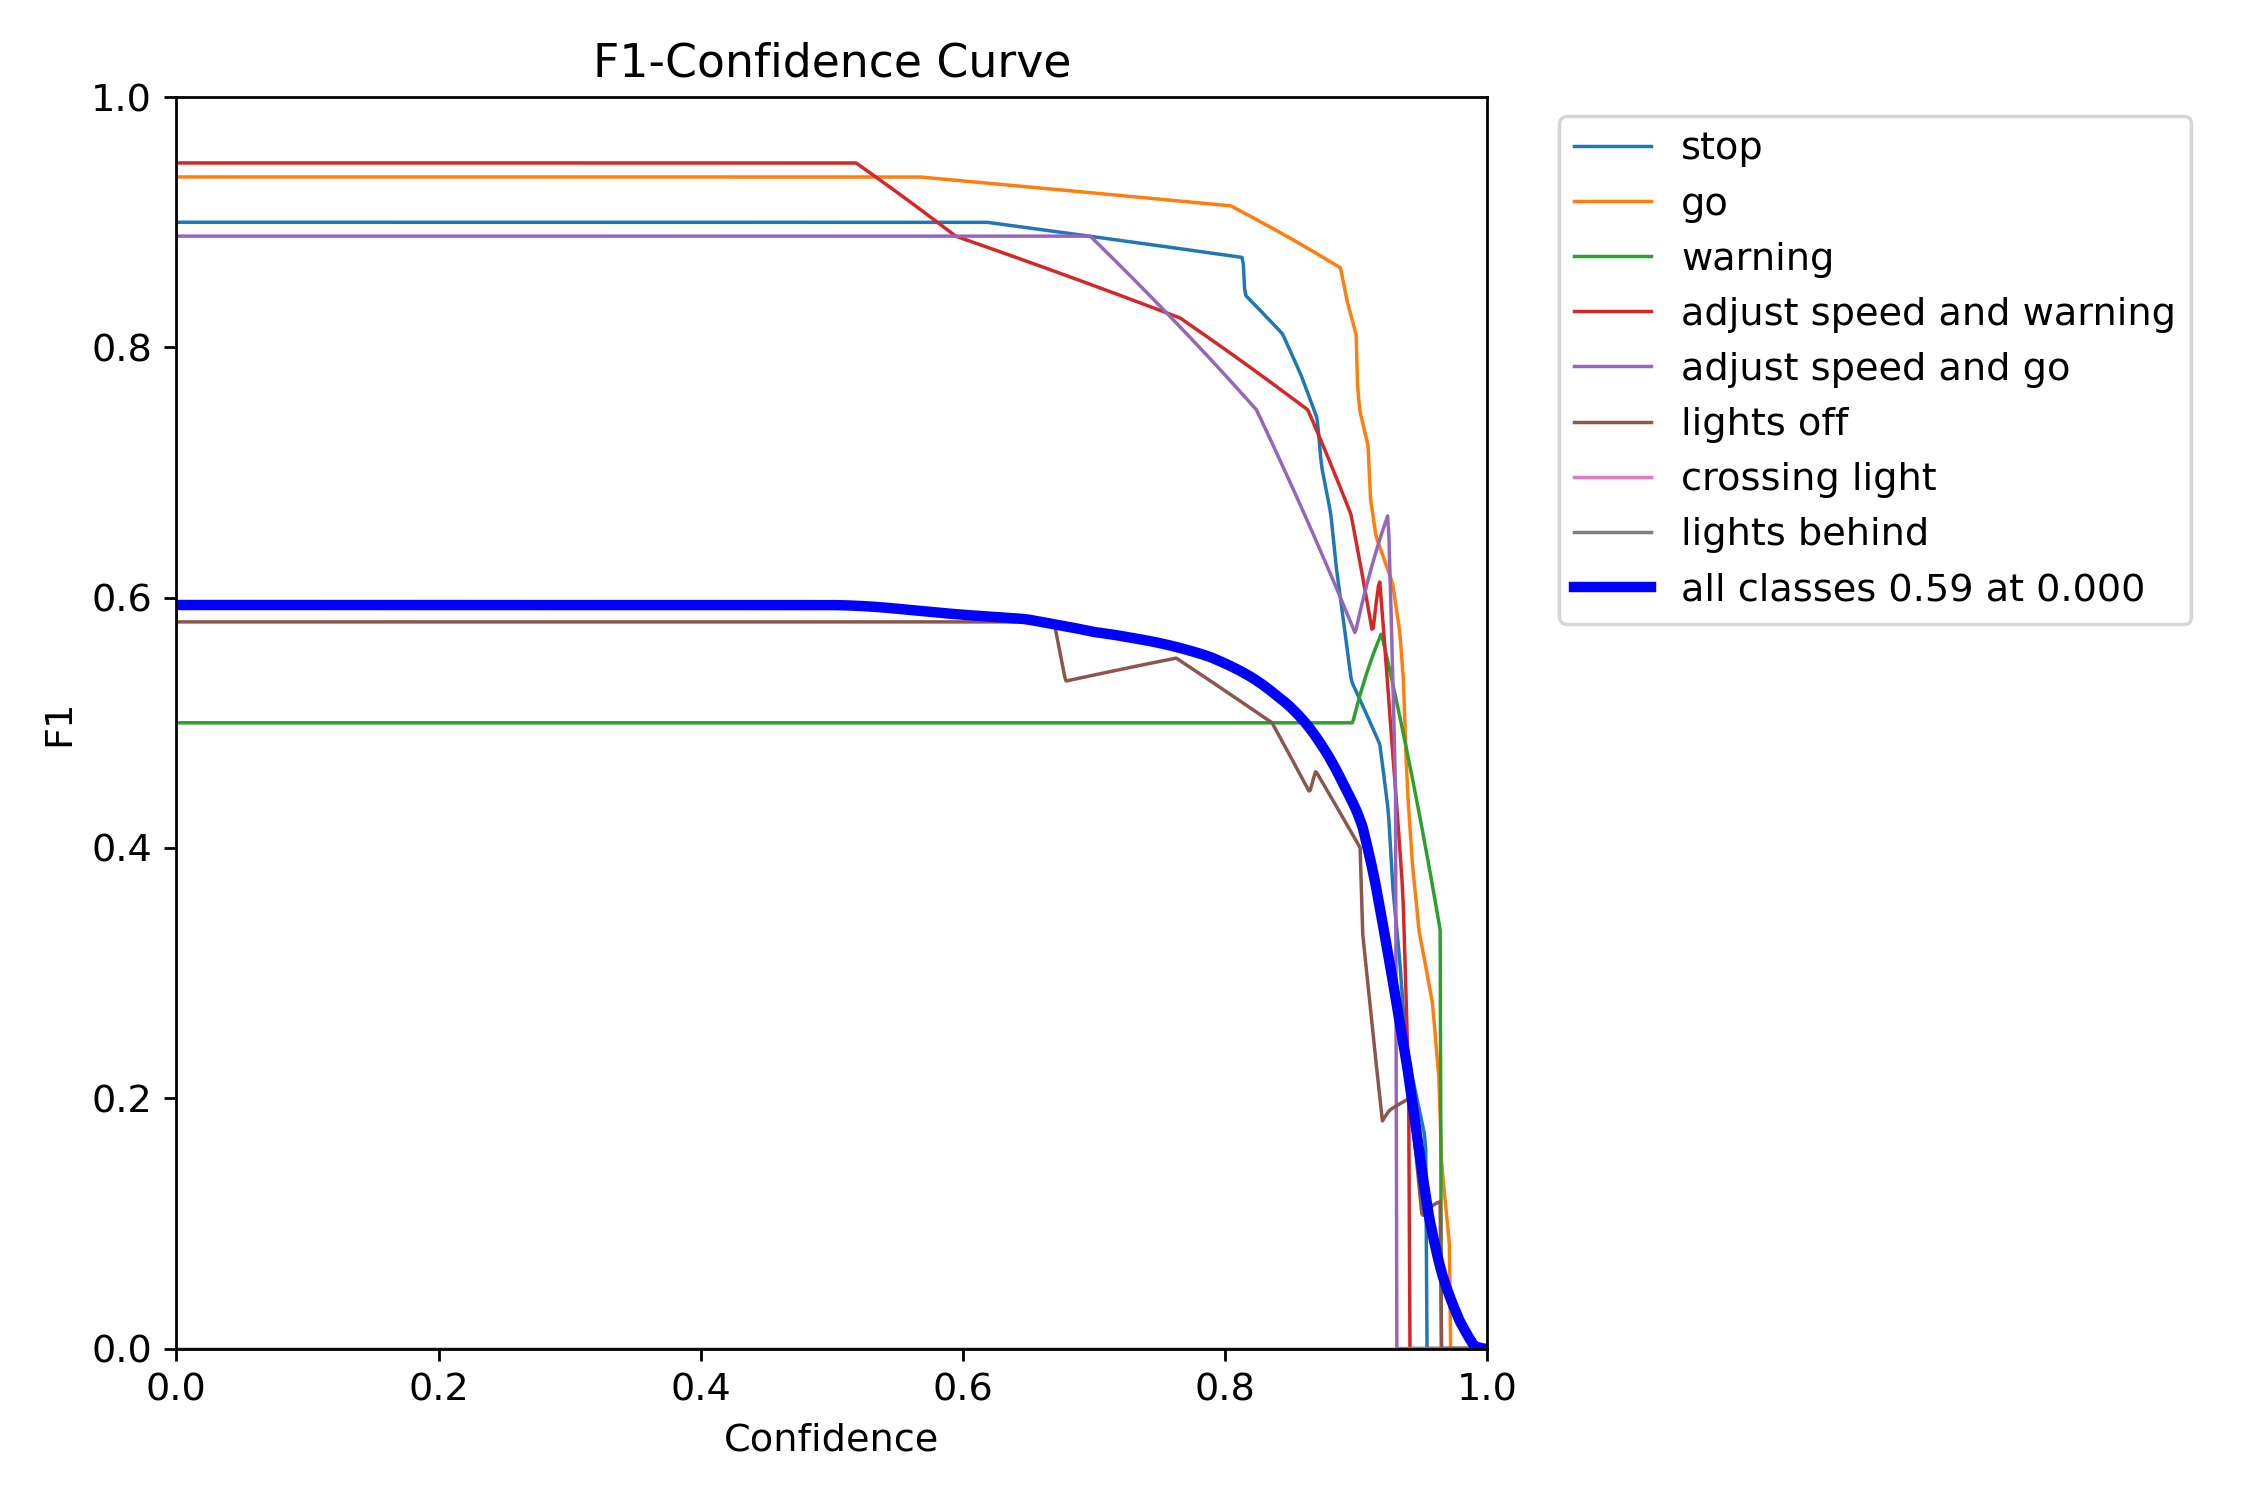 F1-Confidence Curve
1.0
0.8
0.6
0.4
0.2
0.0
F1
0.0 0.2 0.4 0.6 0.8 1.0
Confidence
stop
go
warning
adjust speed and warning
adjust speed and go
lights off
crossing light
lights behind
all classes 0.59 at 0.000